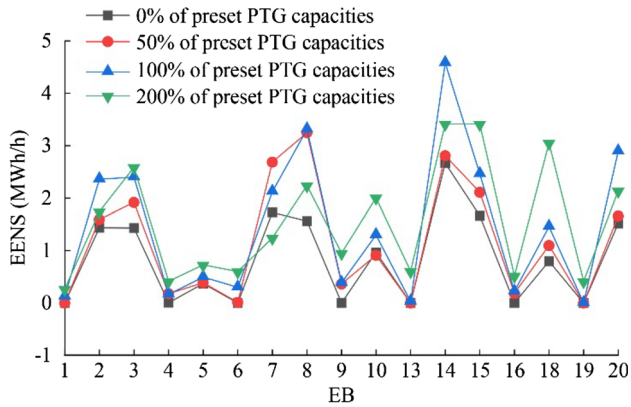 0% of preset PTG capacities
50% of preset PTG capacities
100% of preset PTG capacities
200% of preset PTG capacities
EENS (MWh/h)
5
4
3
2
1
0
-1
1 2 3 4 5 6 7 8 9 10 13 14 15 16 18 19 20
EB